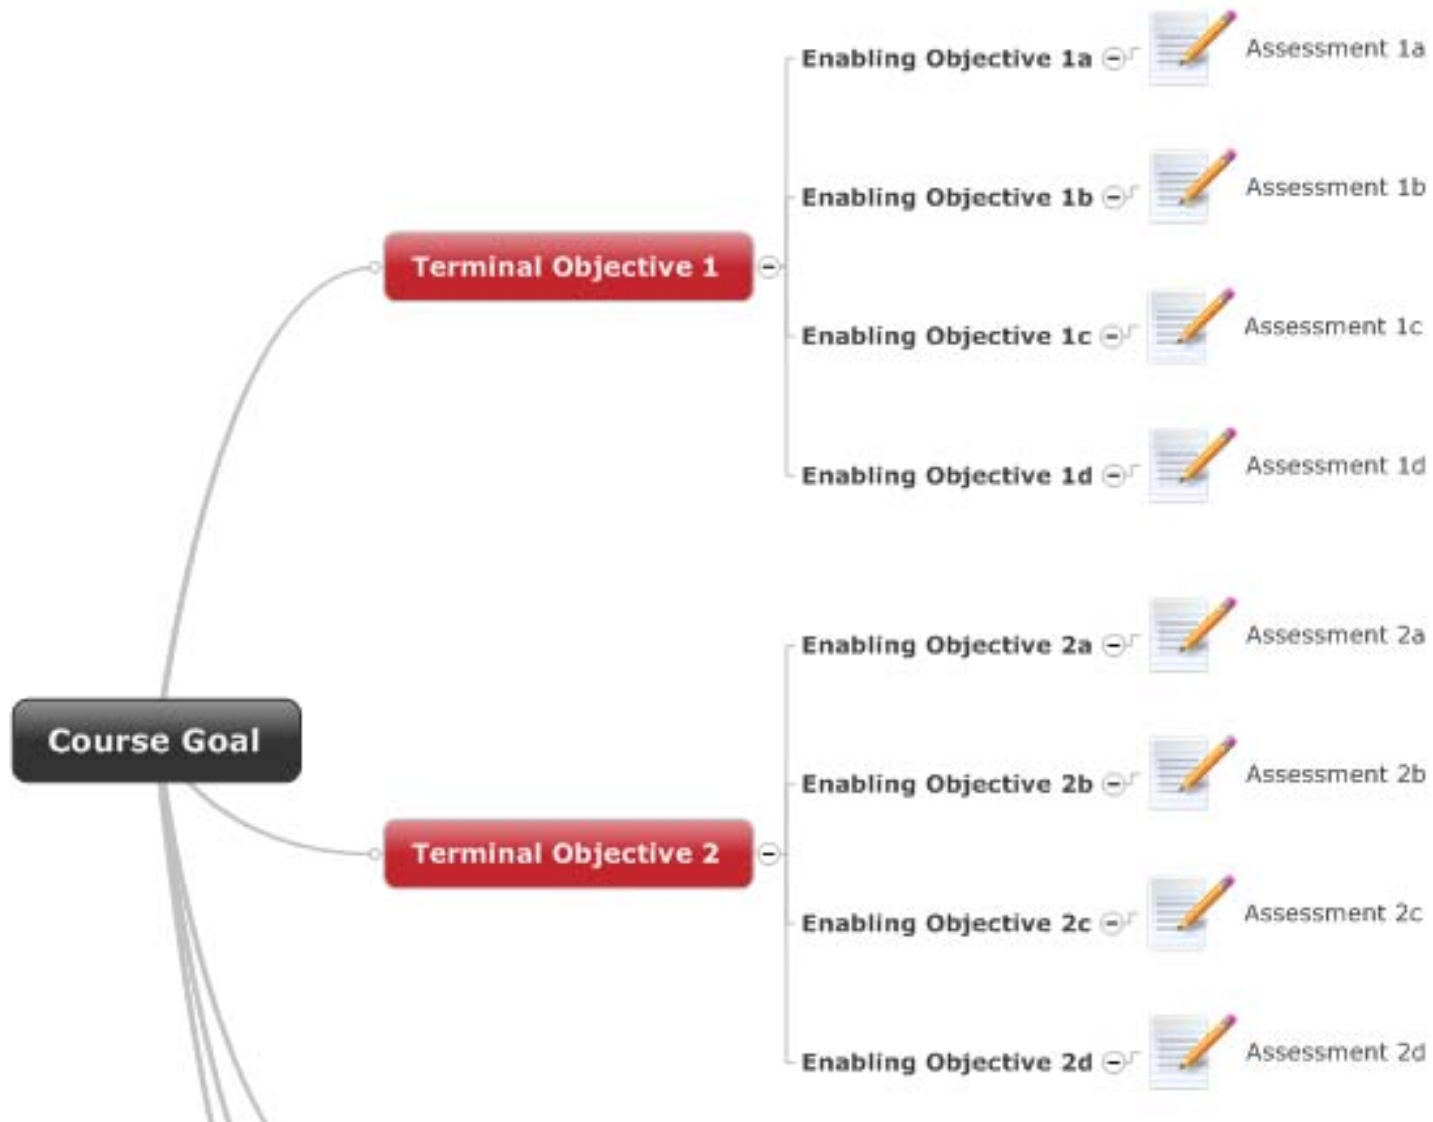 Enabling Objective 1a
Assessment 1a
Enabling Objective 1b
Assessment 1b
Terminal Objective 1
Enabling Objective 1c
Assessment 1c
Enabling Objective 1d
Assessment 1d
Course Goal
Enabling Objective 2a
Assessment 2a
Enabling Objective 2b
Assessment 2b
Terminal Objective 2
Enabling Objective 2c
Assessment 2c
Enabling Objective 2d
Assessment 2d